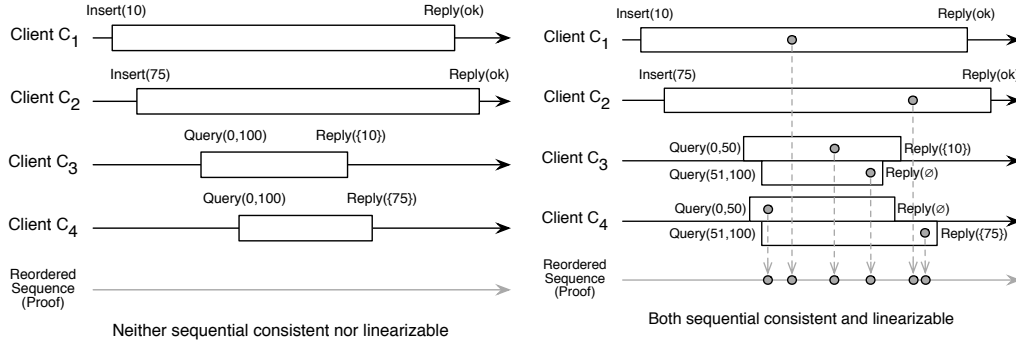 Insert(10)
Reply(ok)
Client C1
Insert(75)
Reply(ok)
Client C2
Query(0,100)
Reply({10})
Client C3
Query(0,100)
Reply({75})
Client C4
Reordered
Sequence
(Proof)
Neither sequential consistent nor linearizable
Insert(10)
Reply(ok)
Client C1
Insert(75)
Reply(ok)
Client C2
Query(0,50)
Reply({10})
Client C3
Query(51,100)
Reply(∅)
Query(0,50)
Reply(∅)
Client C4
Query(51,100)
Reply({75})
Reordered
Sequence
(Proof)
Both sequential consistent and linearizable